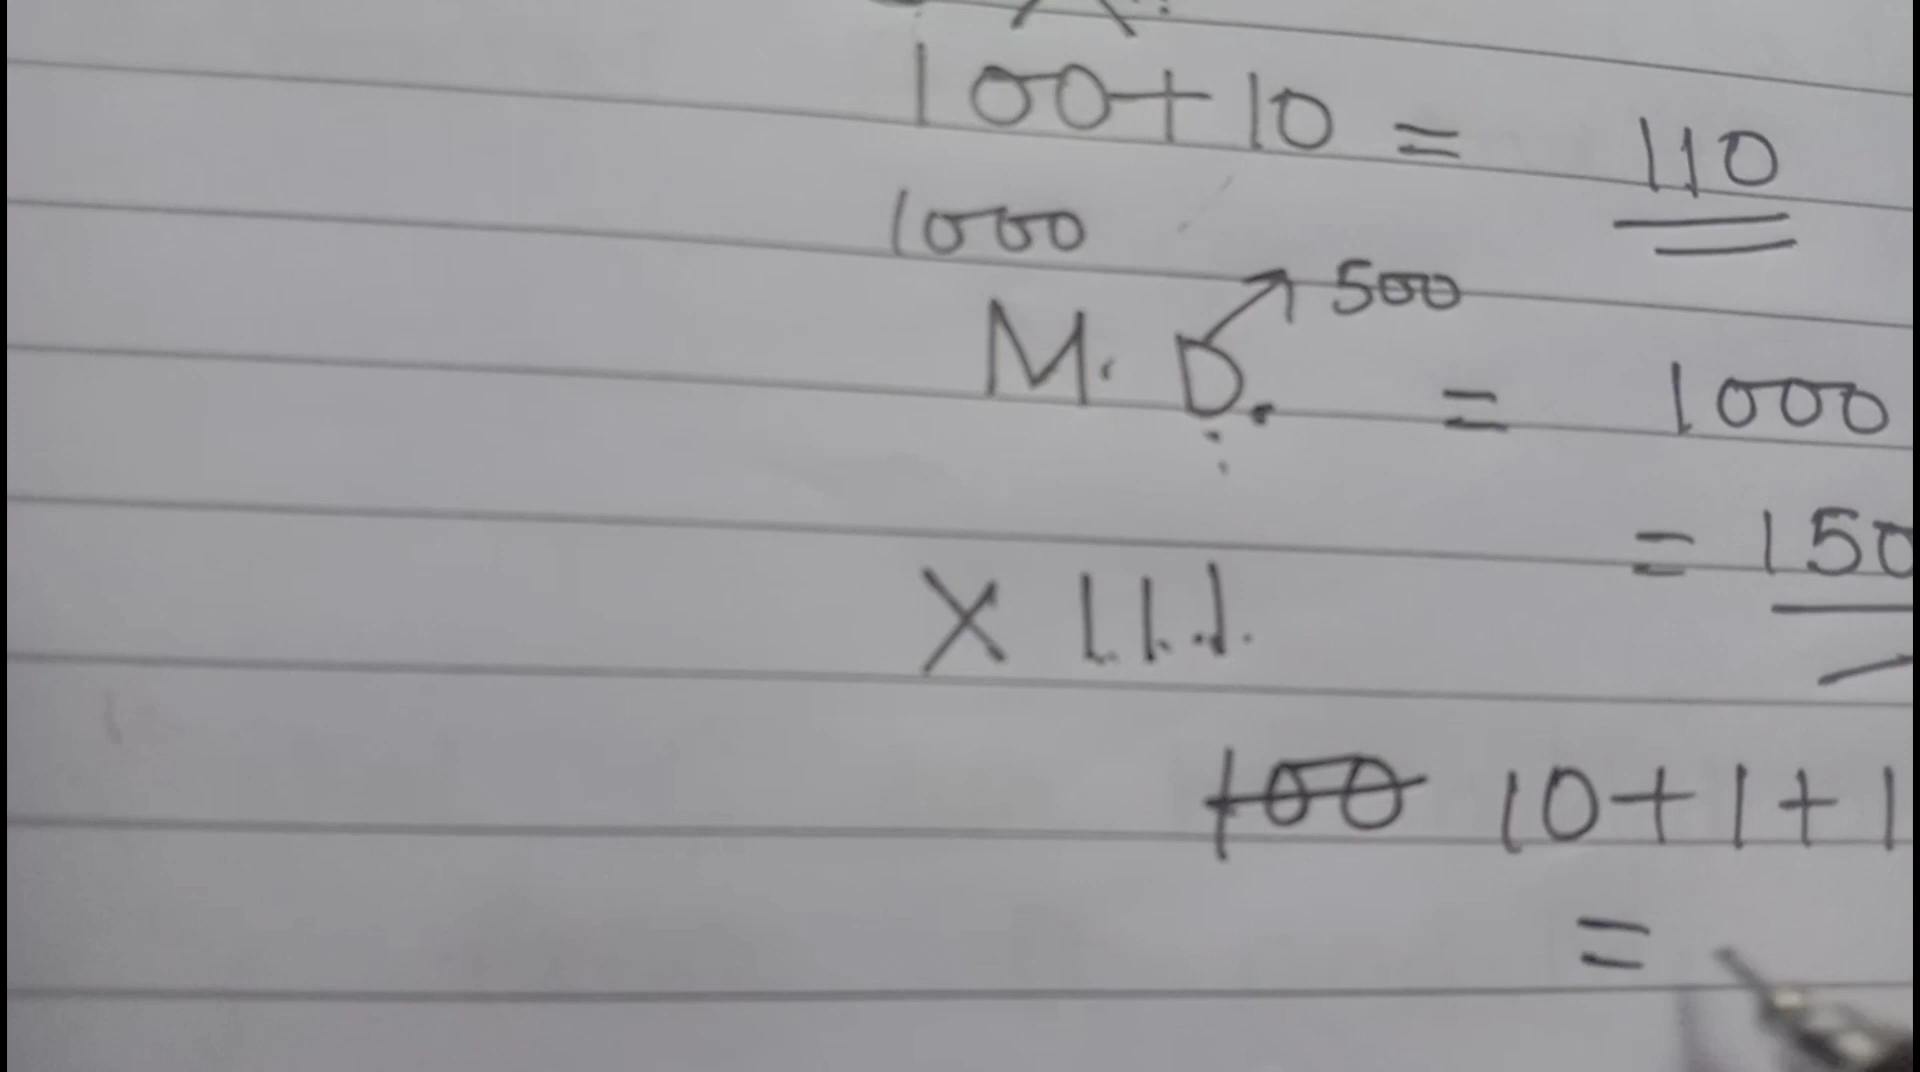 X
100+10 = 110
1000
500
M. D. = 1000
= 150
X I I I
100 10+1+1
=